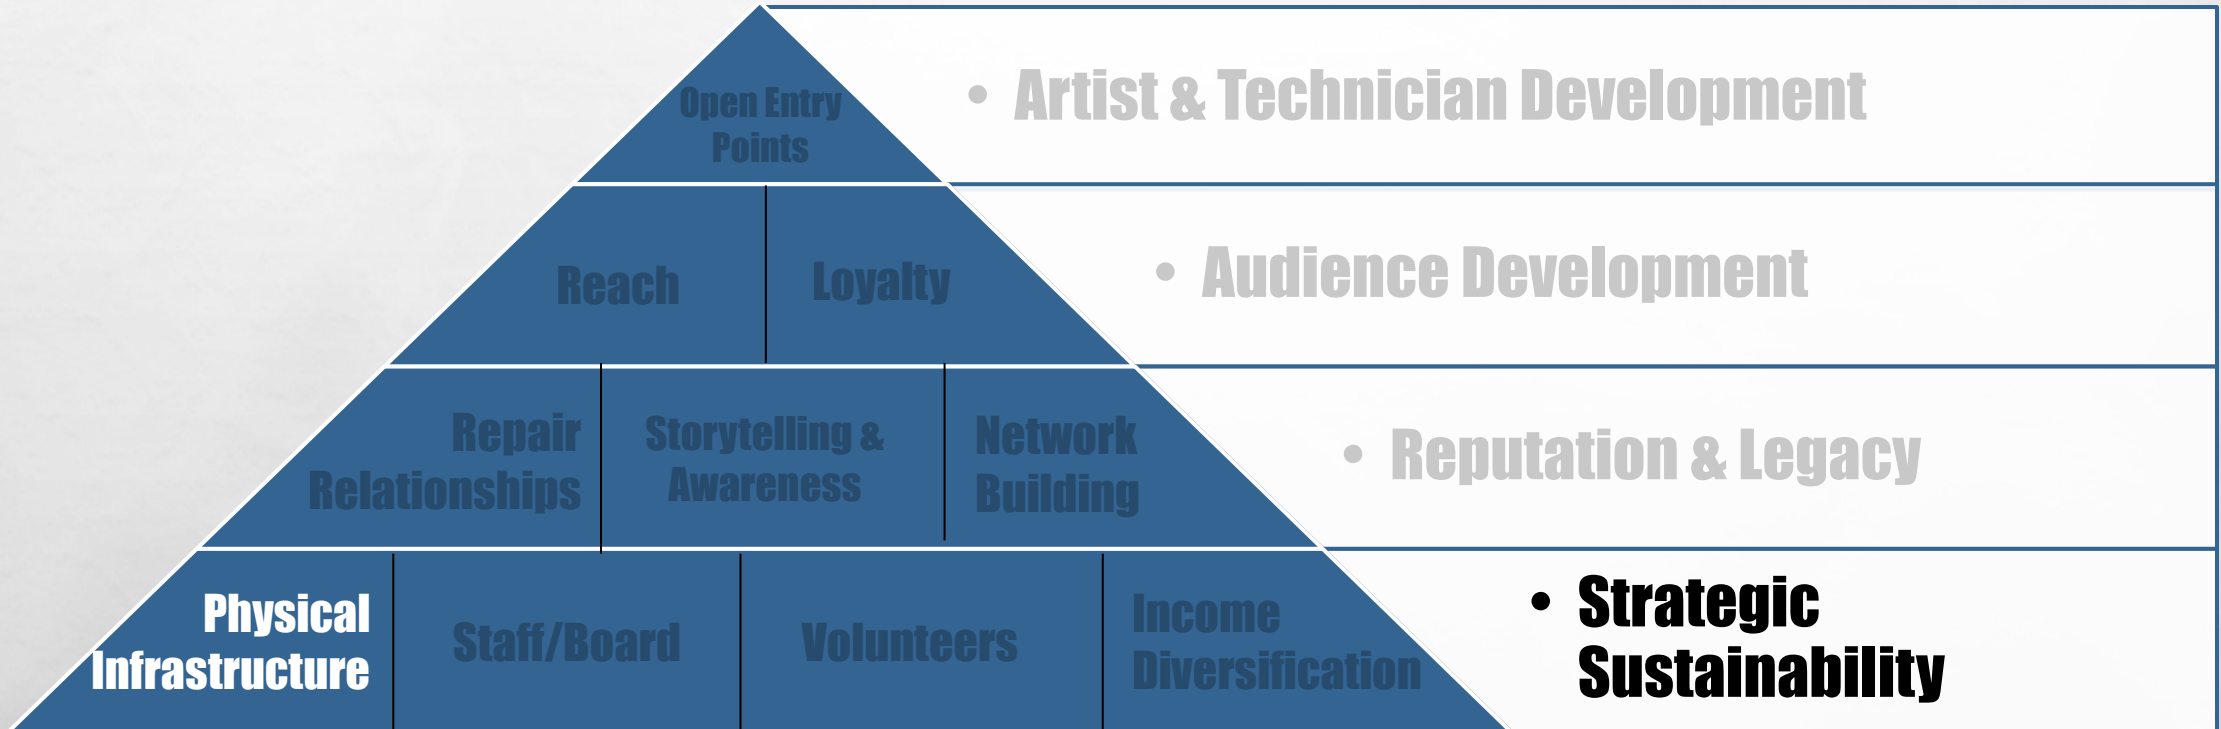 Open Entry
Points
• Artist & Technician Development
Reach
Loyalty
• Audience Development
Repair
Relationships
Storytelling &
Awareness
Network
Building
• Reputation & Legacy
Physical
Infrastructure
Staff/Board
Volunteers
Income
Diversification
• Strategic
Sustainability